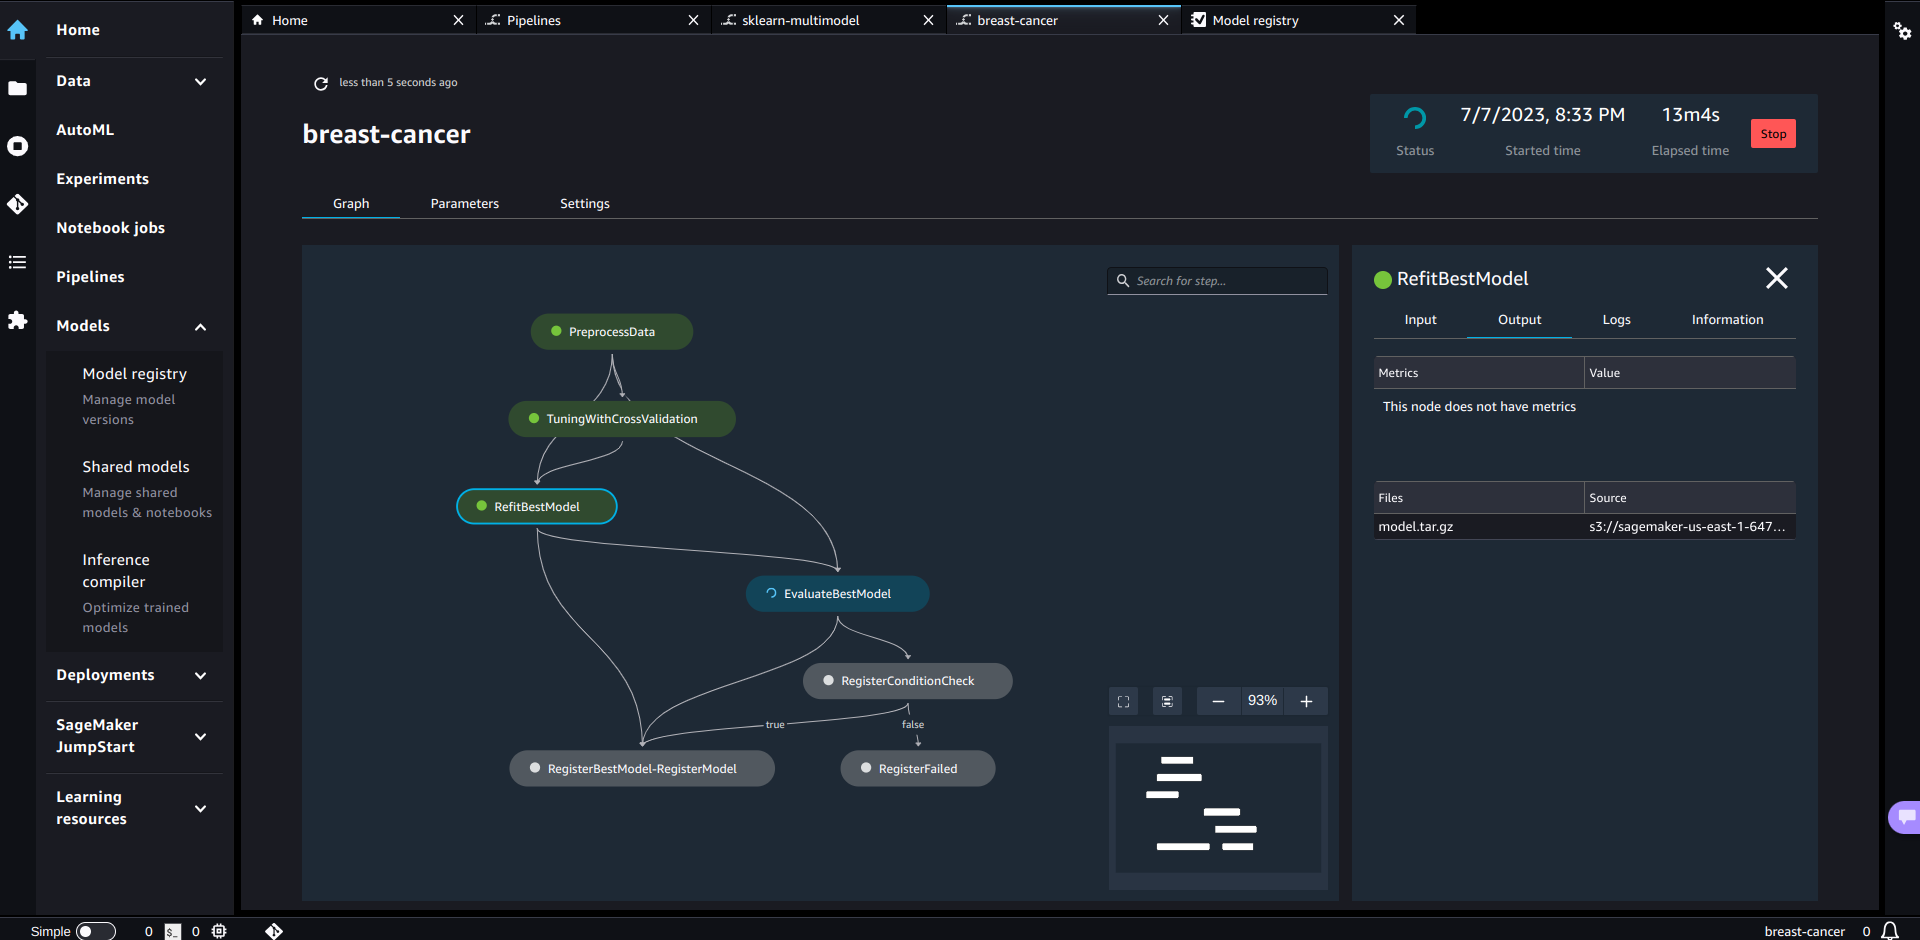 Home
Pipelines
sklearn-multimodel
breast-cancer
Model registry
Home
Data
AutoML
Experiments
Notebook jobs
Pipelines
Models
Model registry
Manage model
versions
Shared models
Manage shared
models & notebooks
Inference
compiler
Optimize trained
models
Deployments
SageMaker
JumpStart
Learning
resources
less than 5 seconds ago
breast-cancer
Status
7/7/2023, 8:33 PM
Started time
13m4s
Elapsed time
Stop
Graph
Parameters
Settings
Search for step...
PreprocessData
TuningWithCrossValidation
RefitBestModel
EvaluateBestModel
RegisterConditionCheck
true
false
RegisterBestModel-RegisterModel
RegisterFailed
93%
RefitBestModel
Input
Output
Logs
Information
Metrics
Value
This node does not have metrics
Files
Source
model.tar.gz
s3://sagemaker-us-east-1-647...
Simple
0
$_
0
breast-cancer
0